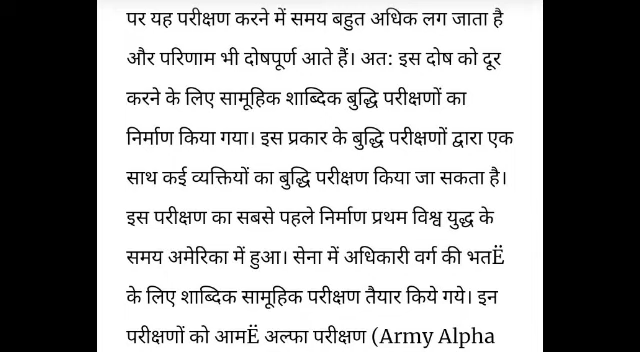 पर यह परीक्षण करने में समय बहुत अधिक लग जाता है
और परिणाम भी दोषपूर्ण आते हैं। अत: इस दोष को दूर
करने के लिए सामूहिक शाब्दिक बुद्धि परीक्षणों का
निर्माण किया गया। इस प्रकार के बुद्धि परीक्षणों द्वारा एक
साथ कई व्यक्तियों का बुद्धि परीक्षण किया जा सकता है।
इस परीक्षण का सबसे पहले निर्माण प्रथम विश्व युद्ध के
समय अमेरिका में हुआ। सेना में अधिकारी वर्ग की भतË
के लिए शाब्दिक सामूहिक परीक्षण तैयार किये गये। इन
परीक्षणों को आमË अल्फा परीक्षण (Army Alpha